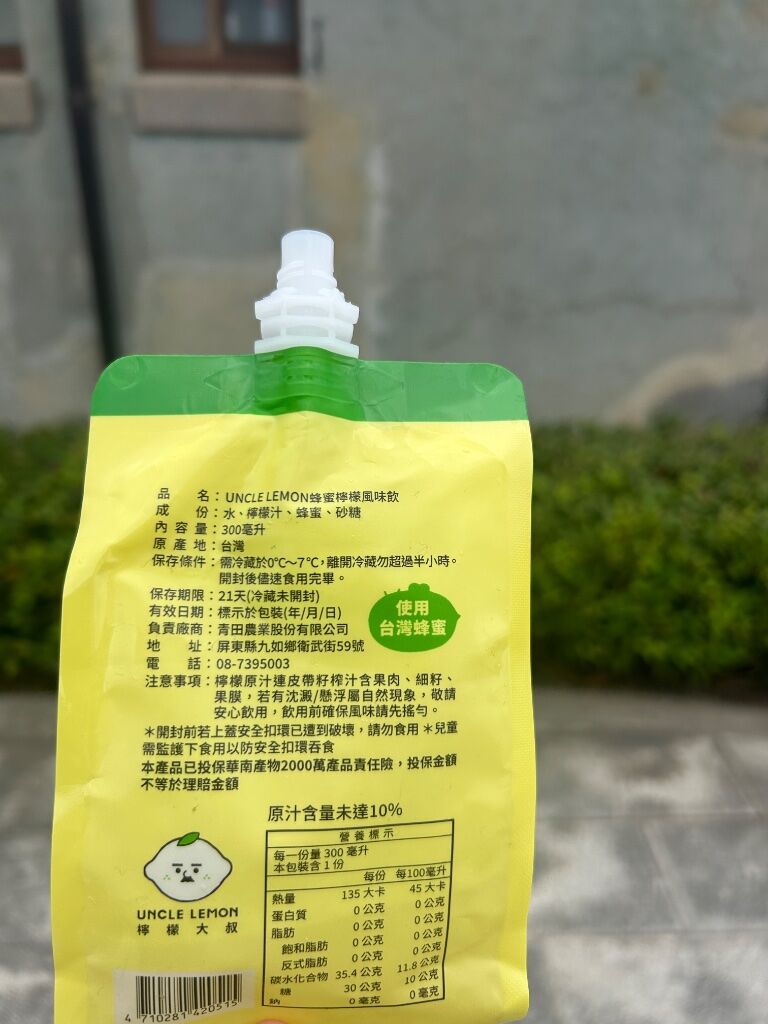 品 名：UNCLE LEMON蜂蜜檸檬風味飲
成 份：水、檸檬汁、蜂蜜、砂糖
內 容 量：300毫升
原 產 地：台灣
保存條件：需冷藏於0℃～7℃，離開冷藏勿超過半小時。
開封後儘速食用完畢。
保存期限：21天(冷藏未開封)
有效日期：標示於包裝(年/月/日)
負責廠商：青田農業股份有限公司
地 址：屏東縣九如鄉衛武街59號
電 話：08-7395003
使用
台灣蜂蜜
注意事項：檸檬原汁連皮帶籽榨汁含果肉、細籽、
果膜，若有沈澱/懸浮屬自然現象，敬請
安心飲用，飲用前確保風味請先搖勻。
＊開封前若上蓋安全扣環已遭到破壞，請勿食用＊兒童
需監護下食用以防安全扣環吞食
本產品已投保華南產物2000萬產品責任險，投保金額
不等於理賠金額
原汁含量未達10%
營養標示
每一份量 300 毫升
本包裝含 1 份
每份 每100毫升
熱量 135 大卡 45 大卡
蛋白質 0 公克 0 公克
脂肪 0 公克 0 公克
飽和脂肪 0 公克 0 公克
反式脂肪 0 公克 0 公克
碳水化合物 35.4 公克 11.8 公克
糖 30 公克 10 公克
鈉 0 毫克 0 毫克
UNCLE LEMON
檸檬大叔
4 710281 420515